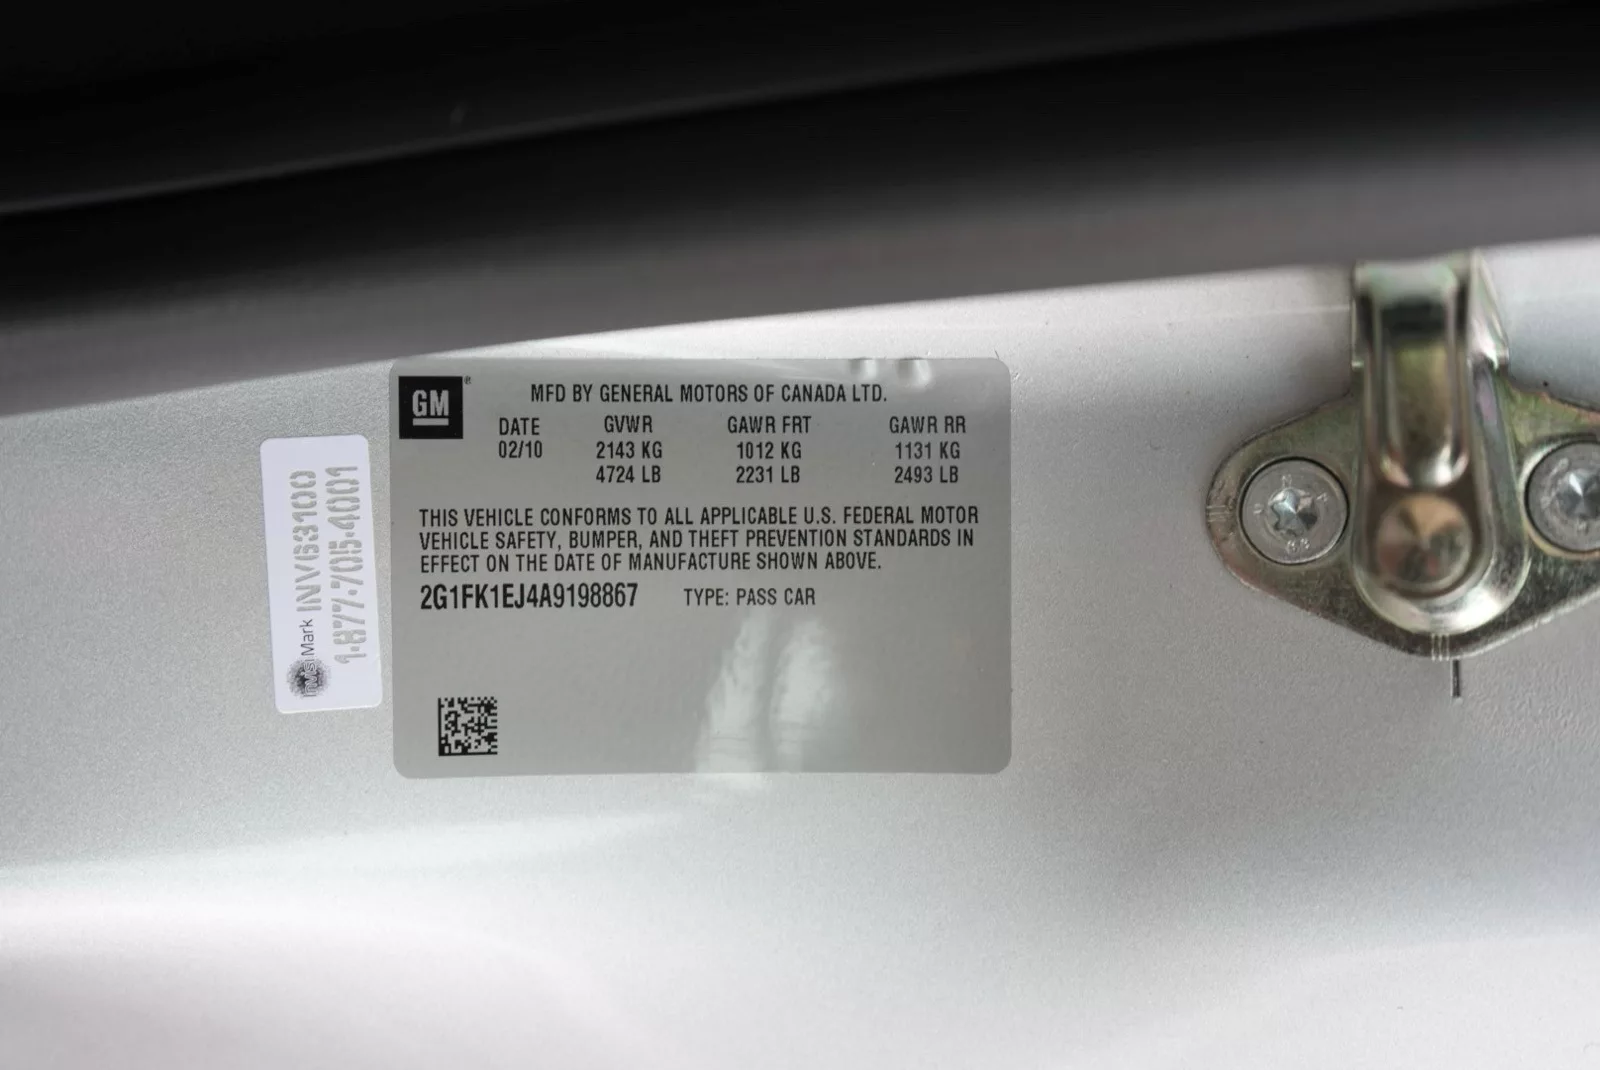 GM®
MFD BY GENERAL MOTORS OF CANADA LTD.
DATE GVWR GAWR FRT GAWR RR
02/10 2143 KG 1012 KG 1131 KG
4724 LB 2231 LB 2493 LB
THIS VEHICLE CONFORMS TO ALL APPLICABLE U.S. FEDERAL MOTOR
VEHICLE SAFETY, BUMPER, AND THEFT PREVENTION STANDARDS IN
EFFECT ON THE DATE OF MANUFACTURE SHOWN ABOVE.
2G1FK1EJ4A9198867 TYPE: PASS CAR
Mark INV63100
1·877·705·4001